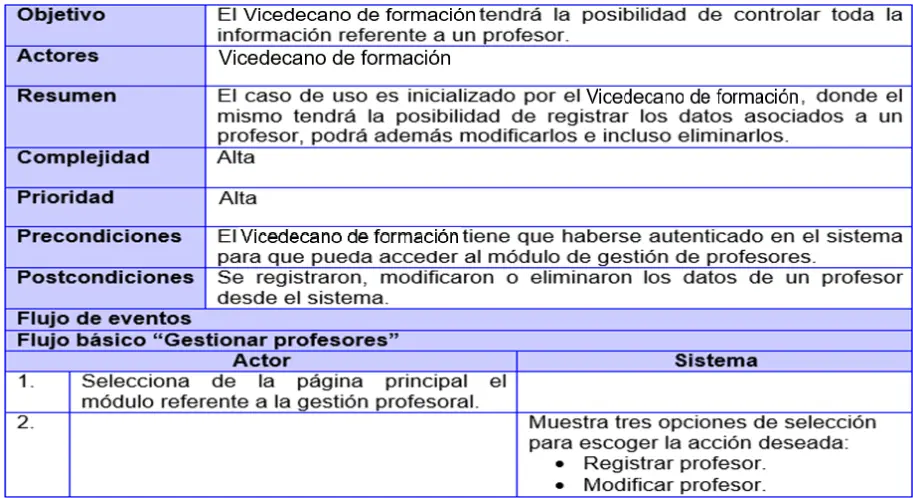 Objetivo
El Vicedecano de formación tendrá la posibilidad de controlar toda la
información referente a un profesor.
Actores
Vicedecano de formación
Resumen
El caso de uso es inicializado por el Vicedecano de formación, donde el
mismo tendrá la posibilidad de registrar los datos asociados a un
profesor, podrá además modificarlos e incluso eliminarlos.
Complejidad
Alta
Prioridad
Alta
Precondiciones
El Vicedecano de formación tiene que haberse autenticado en el sistema
para que pueda acceder al módulo de gestión de profesores.
Postcondiciones
Se registraron, modificaron o eliminaron los datos de un profesor
desde el sistema.
Flujo de eventos
Flujo básico “Gestionar profesores”
Actor
Sistema
1.
Selecciona de la página principal el
módulo referente a la gestión profesoral.
2.
Muestra tres opciones de selección
para escoger la acción deseada:
• Registrar profesor.
• Modificar profesor.